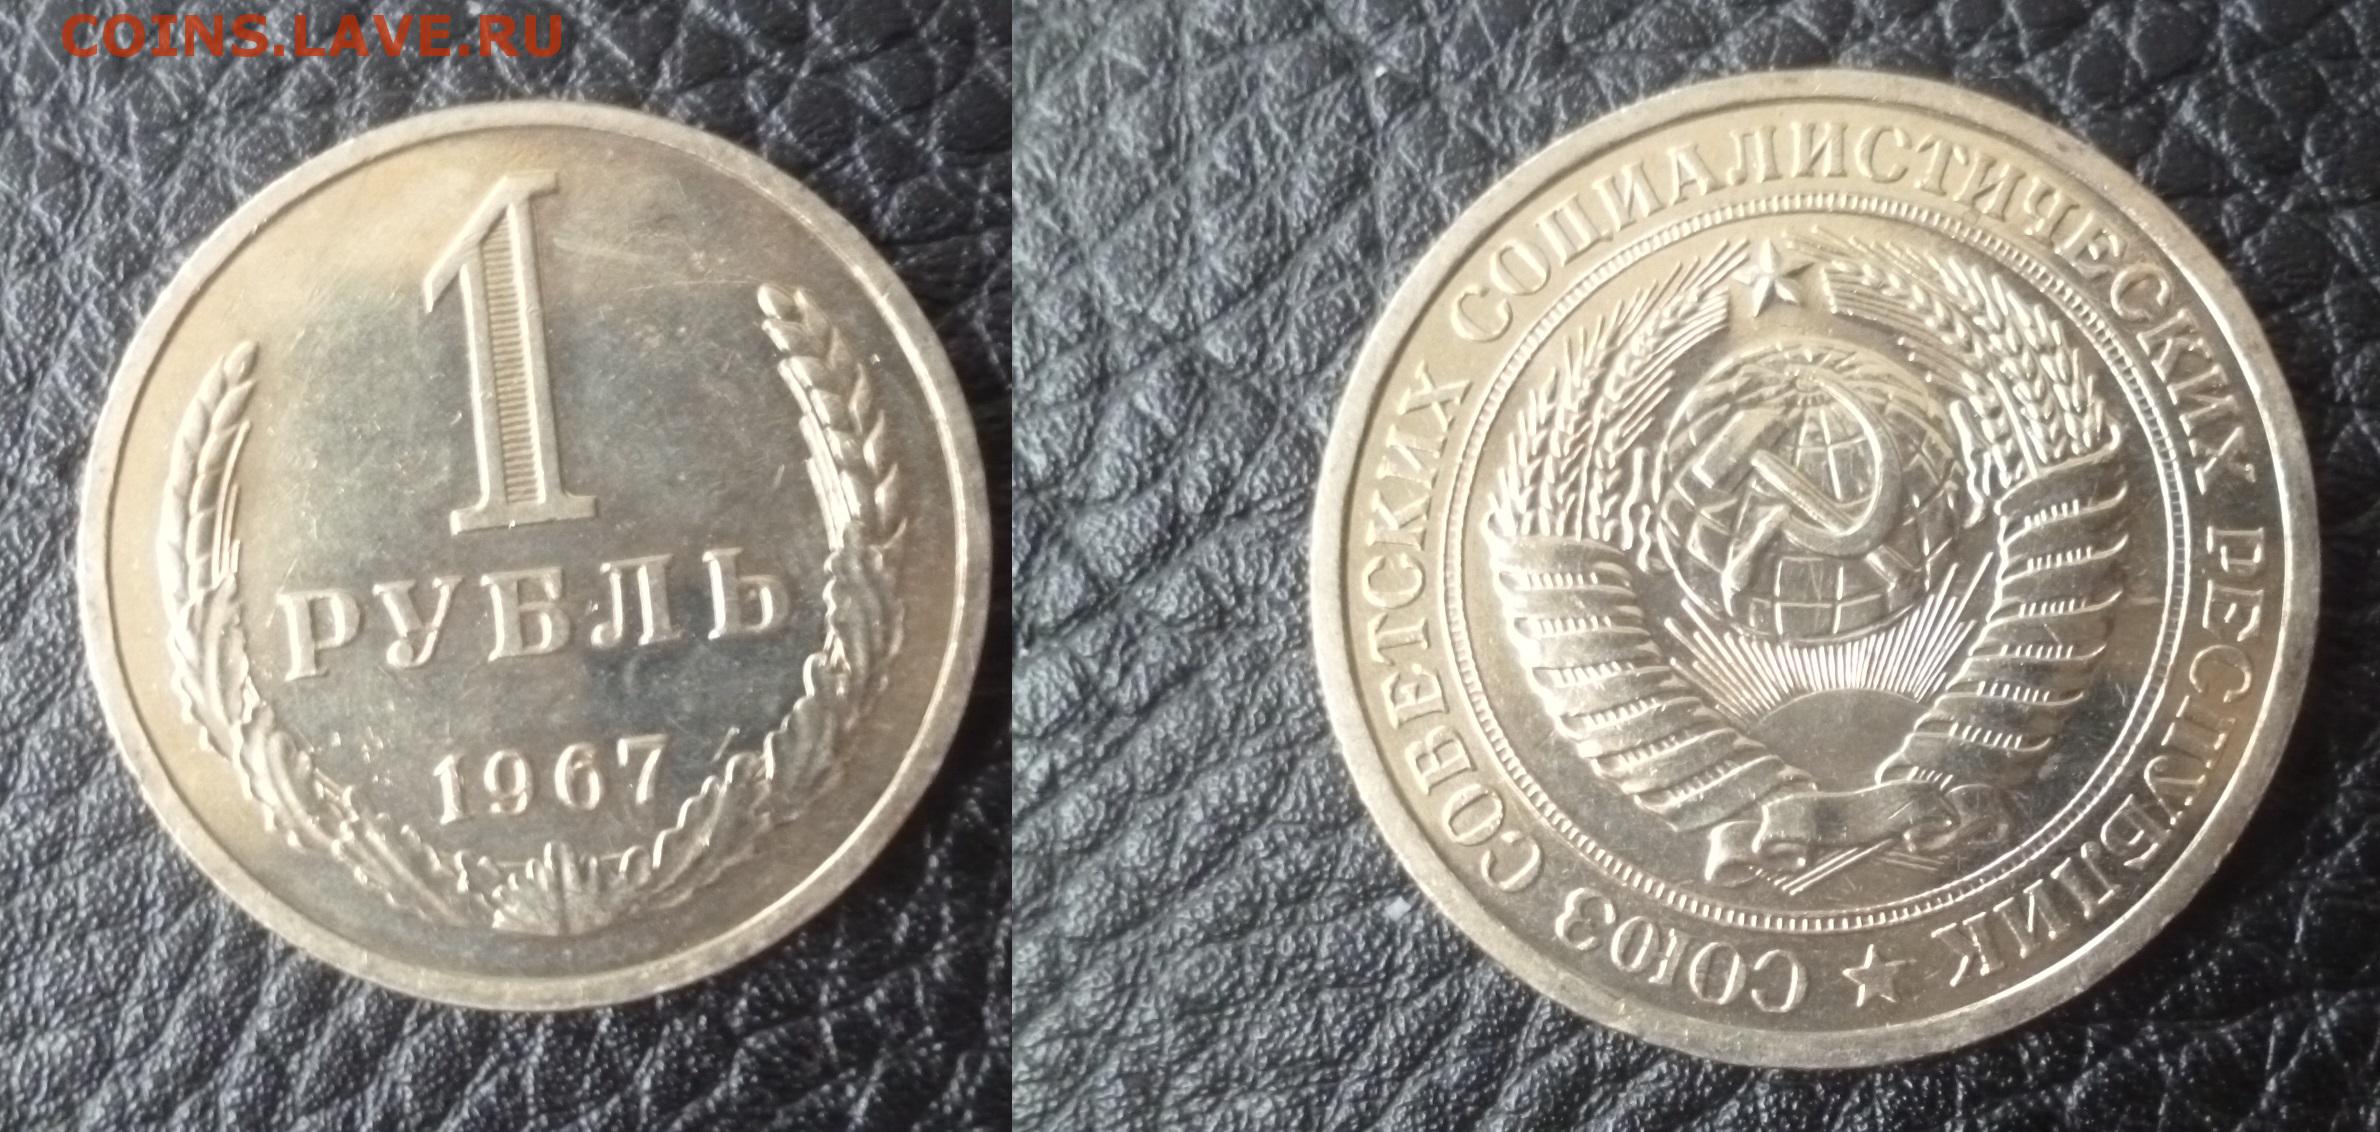 COINS.LAVE.RU
1
РУБЛЬ
1967
СОЮЗ СОВЕТСКИХ СОЦИАЛИСТИЧЕСКИХ РЕСПУБЛИК